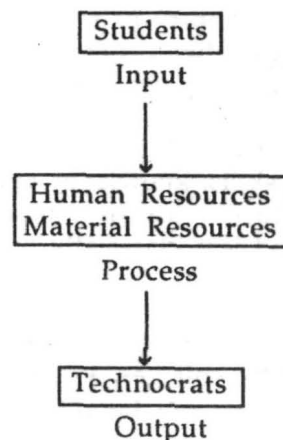 Students
Input
Human Resources
Material Resources
Process
Technocrats
Output